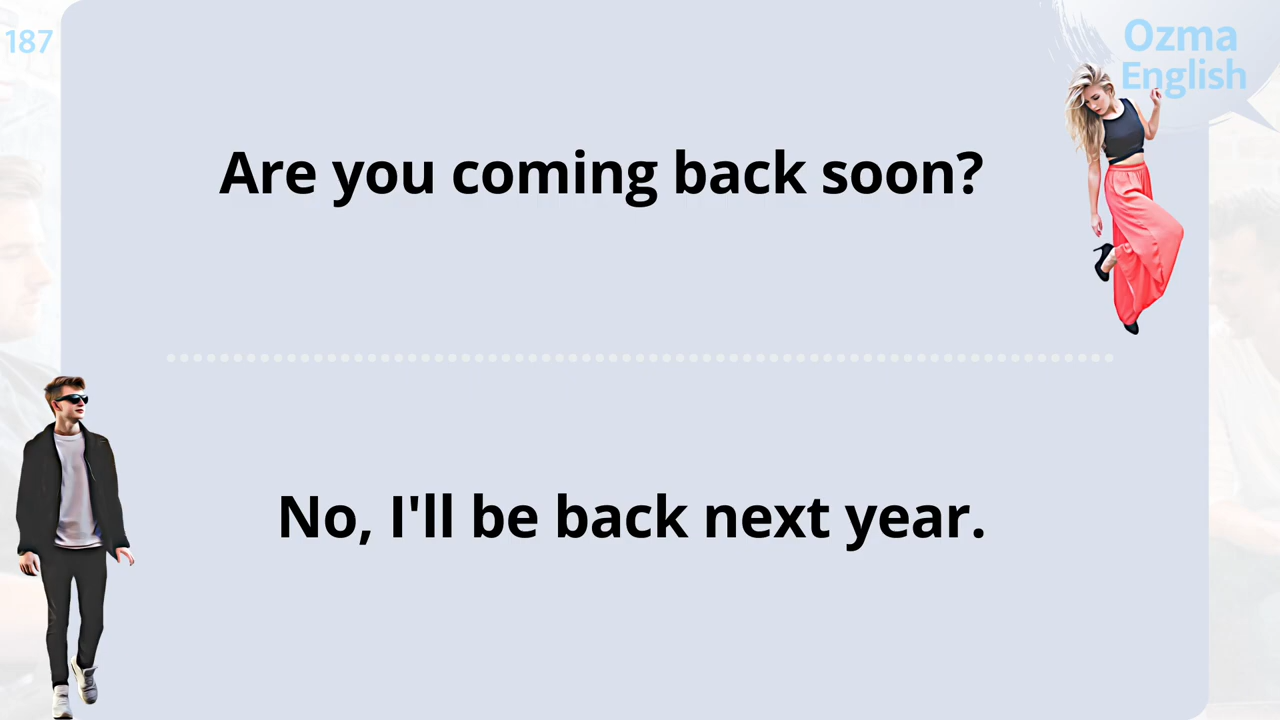 187
Ozma
English
Are you coming back soon?
No, I'll be back next year.